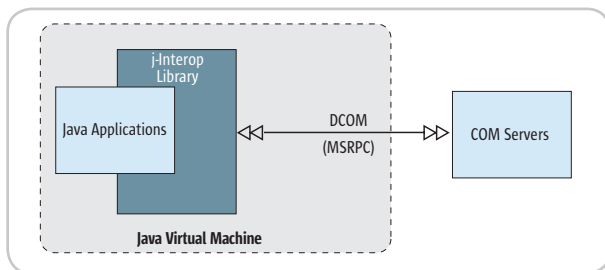 j-Interop
Library
Java Applications
DCOM
(MSRPC)
COM Servers
Java Virtual Machine